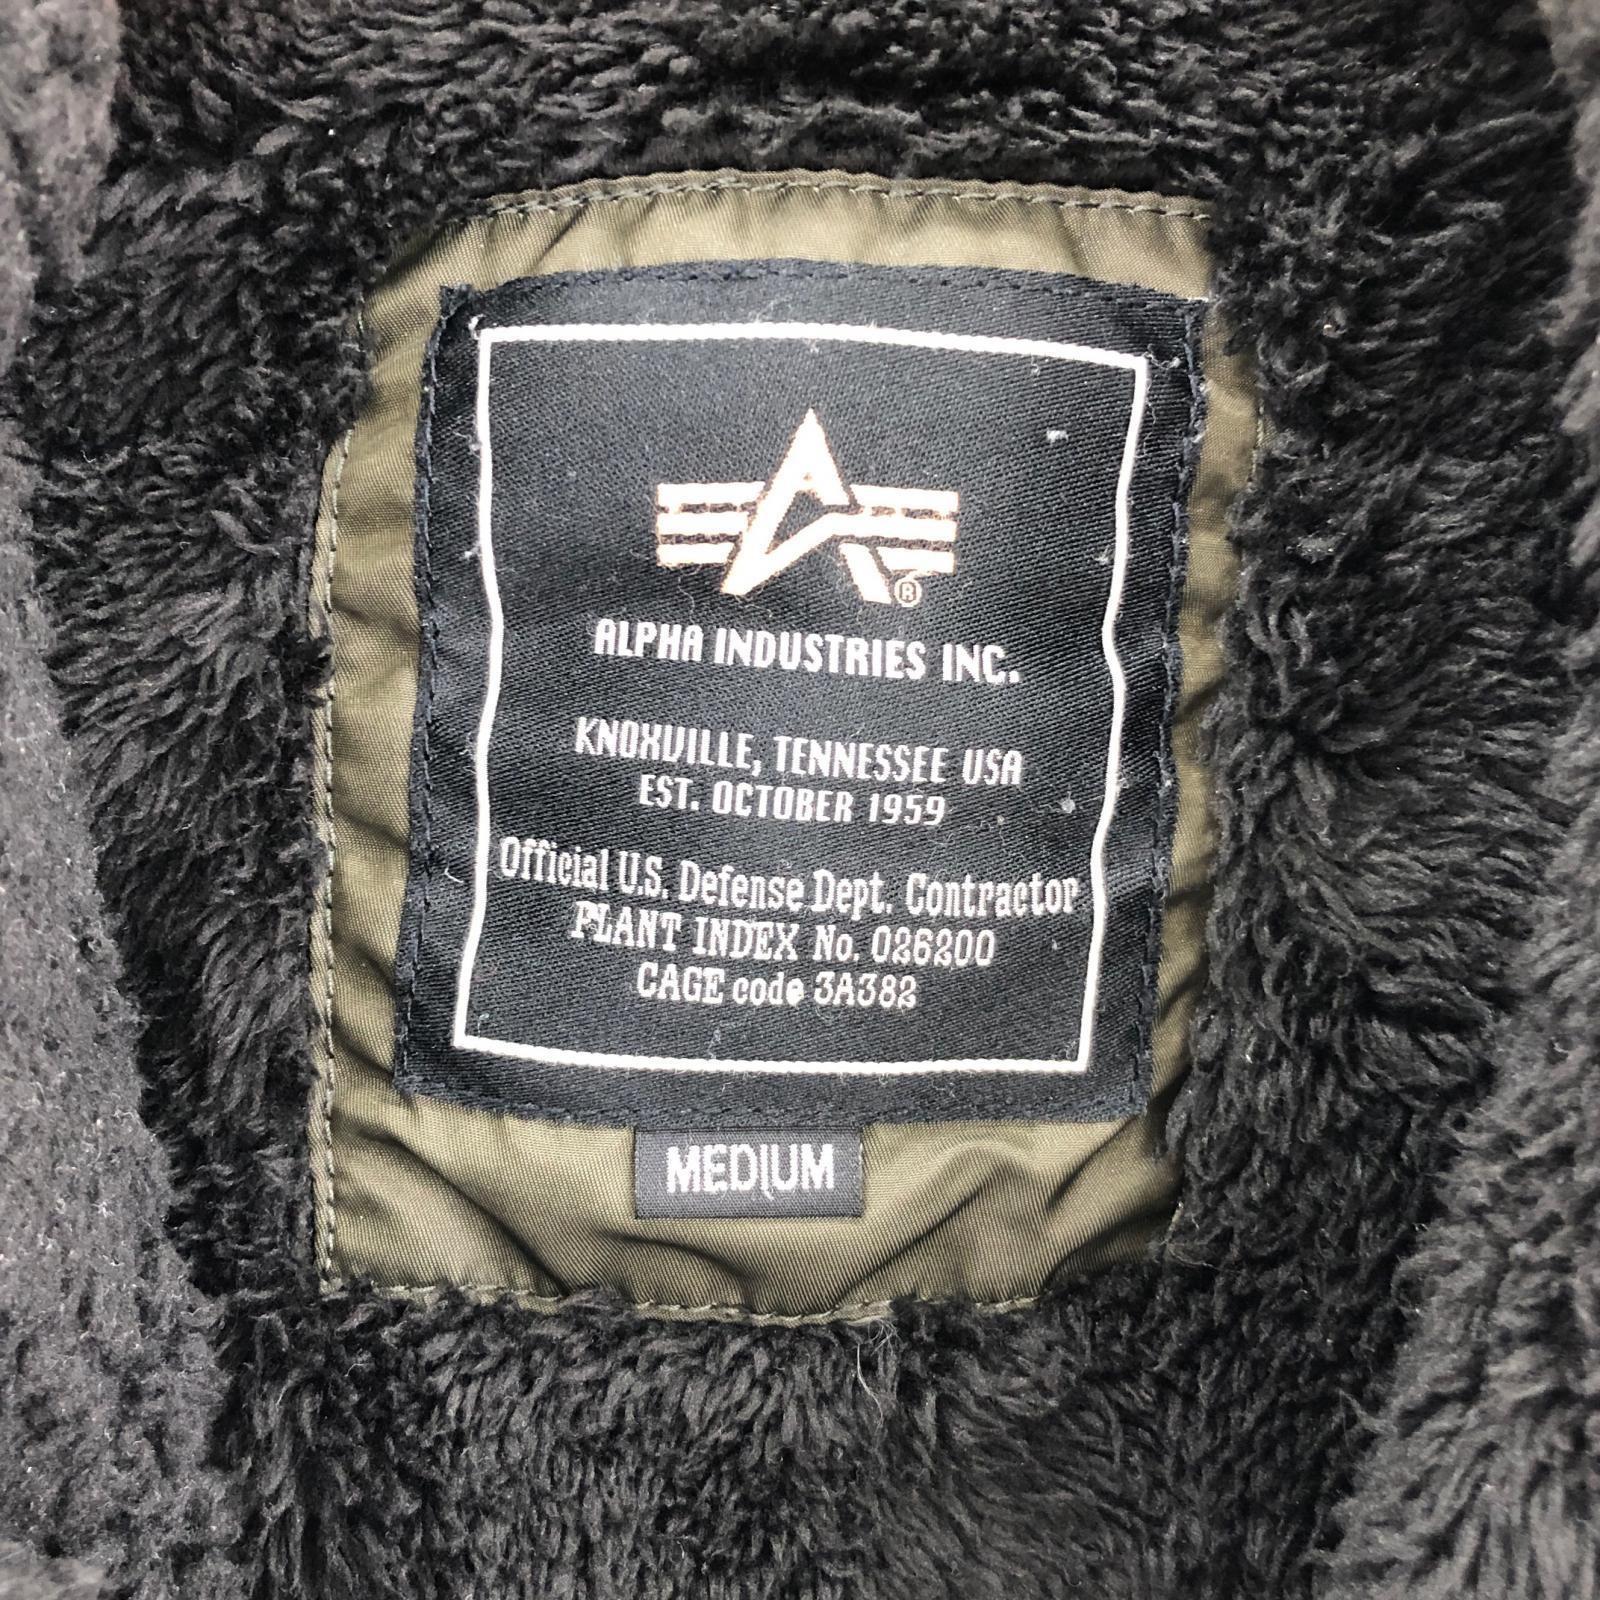 ®
ALPHA INDUSTRIES INC.
KNOXVILLE, TENNESSEE USA
EST. OCTOBER 1959
Official U.S. Defense Dept. Contractor
PLANT INDEX No. 026200
CAGE code 3A382
MEDIUM